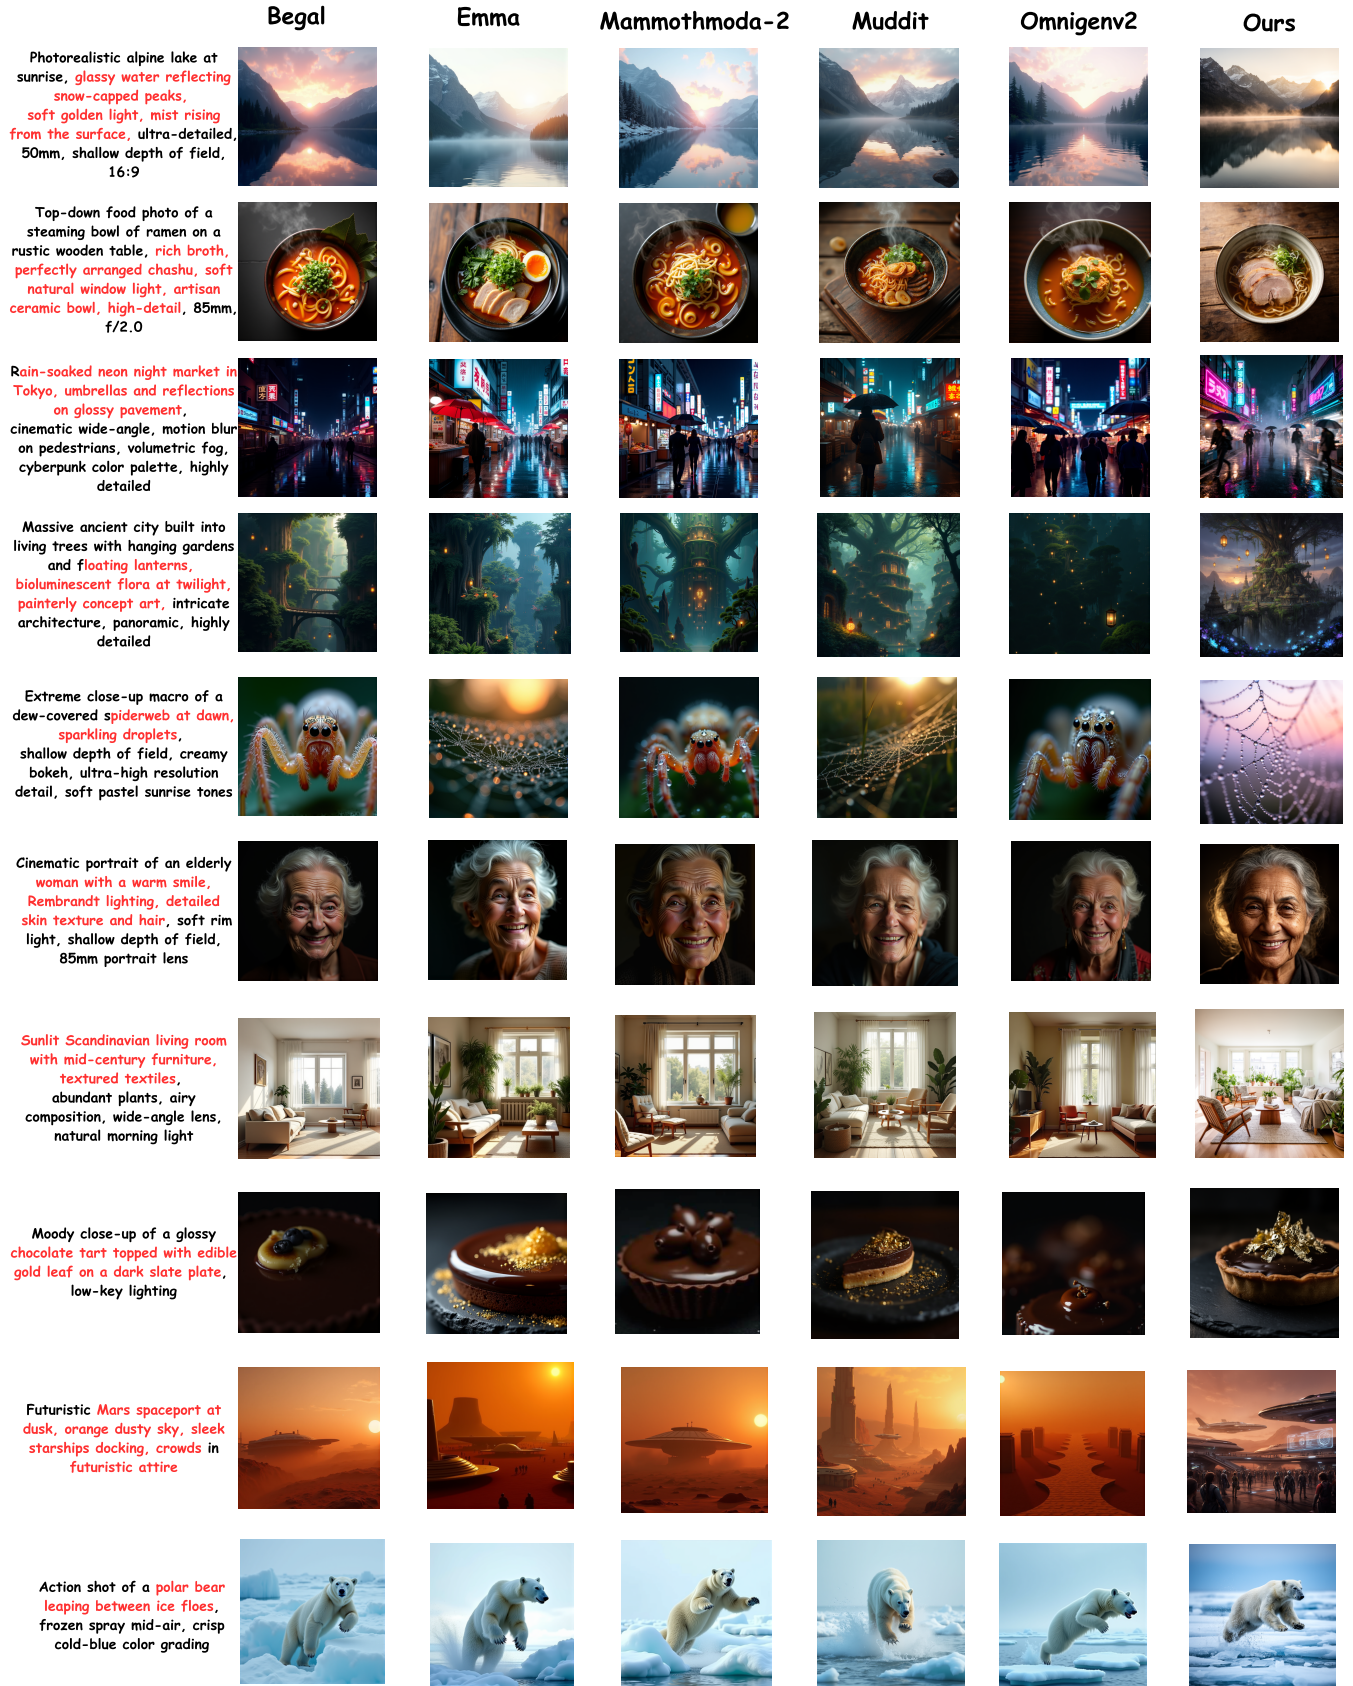 Begal
Emma
Mammothmoda-2
Muddit
Omnigenv2
Ours
Photorealistic alpine lake at
sunrise, glassy water reflecting
snow-capped peaks,
soft golden light, mist rising
from the surface, ultra-detailed,
50mm, shallow depth of field,
16:9
Top-down food photo of a
steaming bowl of ramen on a
rustic wooden table, rich broth,
perfectly arranged chashu, soft
natural window light, artisan
ceramic bowl, high-detail, 85mm,
f/2.0
Rain-soaked neon night market in
Tokyo, umbrellas and reflections
on glossy pavement,
cinematic wide-angle, motion blur
on pedestrians, volumetric fog,
cyberpunk color palette, highly
detailed
Massive ancient city built into
living trees with hanging gardens
and floating lanterns,
bioluminescent flora at twilight,
painterly concept art, intricate
architecture, panoramic, highly
detailed
Extreme close-up macro of a
dew-covered spiderweb at dawn,
sparkling droplets,
shallow depth of field, creamy
bokeh, ultra-high resolution
detail, soft pastel sunrise tones
Cinematic portrait of an elderly
woman with a warm smile,
Rembrandt lighting, detailed
skin texture and hair, soft rim
light, shallow depth of field,
85mm portrait lens
Sunlit Scandinavian living room
with mid-century furniture,
textured textiles,
abundant plants, airy
composition, wide-angle lens,
natural morning light
Moody close-up of a glossy
chocolate tart topped with edible
gold leaf on a dark slate plate,
low-key lighting
Futuristic Mars spaceport at
dusk, orange dusty sky, sleek
starships docking, crowds in
futuristic attire
Action shot of a polar bear
leaping between ice floes,
frozen spray mid-air, crisp
cold-blue color grading